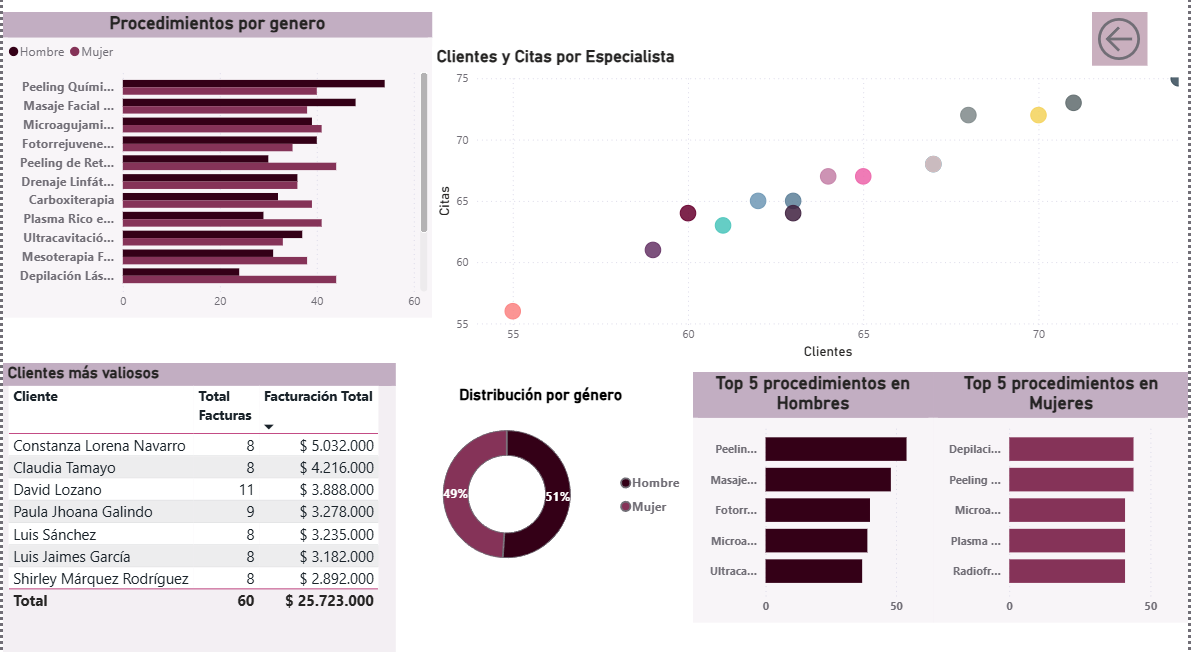 Procedimientos por genero
Hombre Mujer
Peeling Quími...
Masaje Facial ...
Microagujami...
Fotorrejuvene...
Peeling de Ret...
Drenaje Linfát...
Carboxiterapia
Plasma Rico e...
Ultracavitació...
Mesoterapia F...
Depilación Lás...
0 20 40 60
Clientes y Citas por Especialista
Citas
75
70
65
60
55
55 60 65 70
Clientes
Clientes más valiosos
Cliente Total Facturas Facturación Total
Constanza Lorena Navarro 8 $ 5.032.000
Claudia Tamayo 8 $ 4.216.000
David Lozano 11 $ 3.888.000
Paula Jhoana Galindo 9 $ 3.278.000
Luis Sánchez 8 $ 3.235.000
Luis Jaimes García 8 $ 3.182.000
Shirley Márquez Rodríguez 8 $ 2.892.000
Total 60 $ 25.723.000
Distribución por género
49% 51%
Hombre
Mujer
Top 5 procedimientos en
Hombres
Peelin...
Masaje...
Fotorr...
Microa...
Ultraca...
0 50
Top 5 procedimientos en
Mujeres
Depilaci...
Peeling ...
Microa...
Plasma ...
Radiofr...
0 50